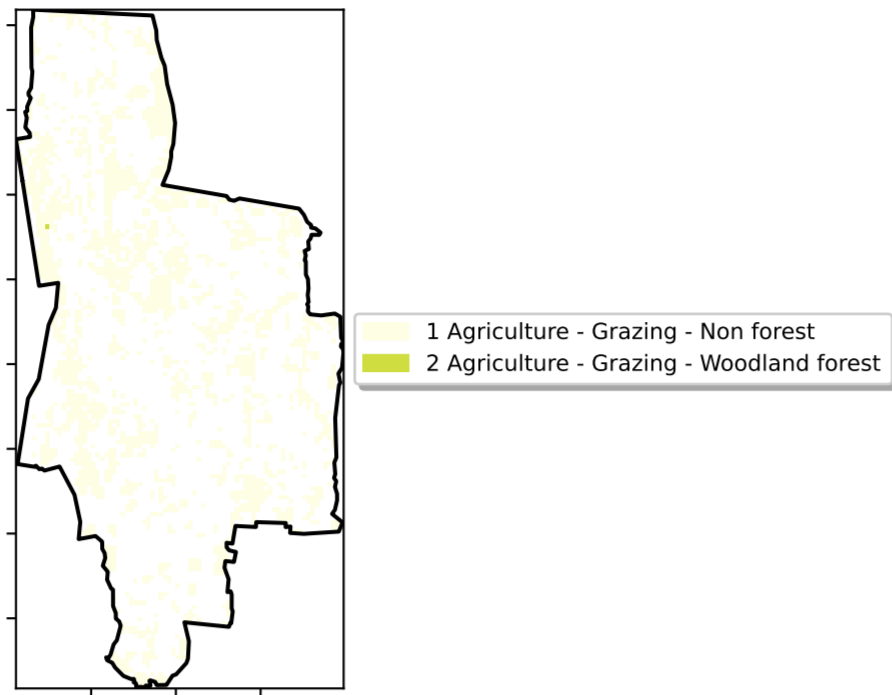 1 Agriculture - Grazing - Non forest
2 Agriculture - Grazing - Woodland forest